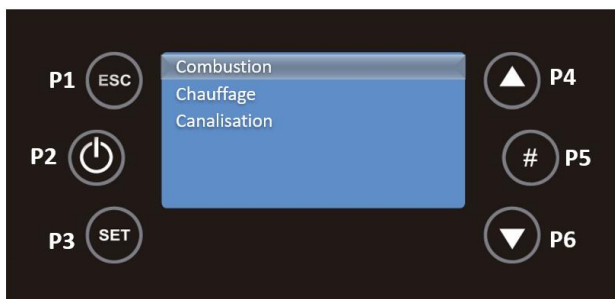 P1 ESC
P2
P3 SET
Combustion
Chauffage
Canalisation
P4
# P5
P6